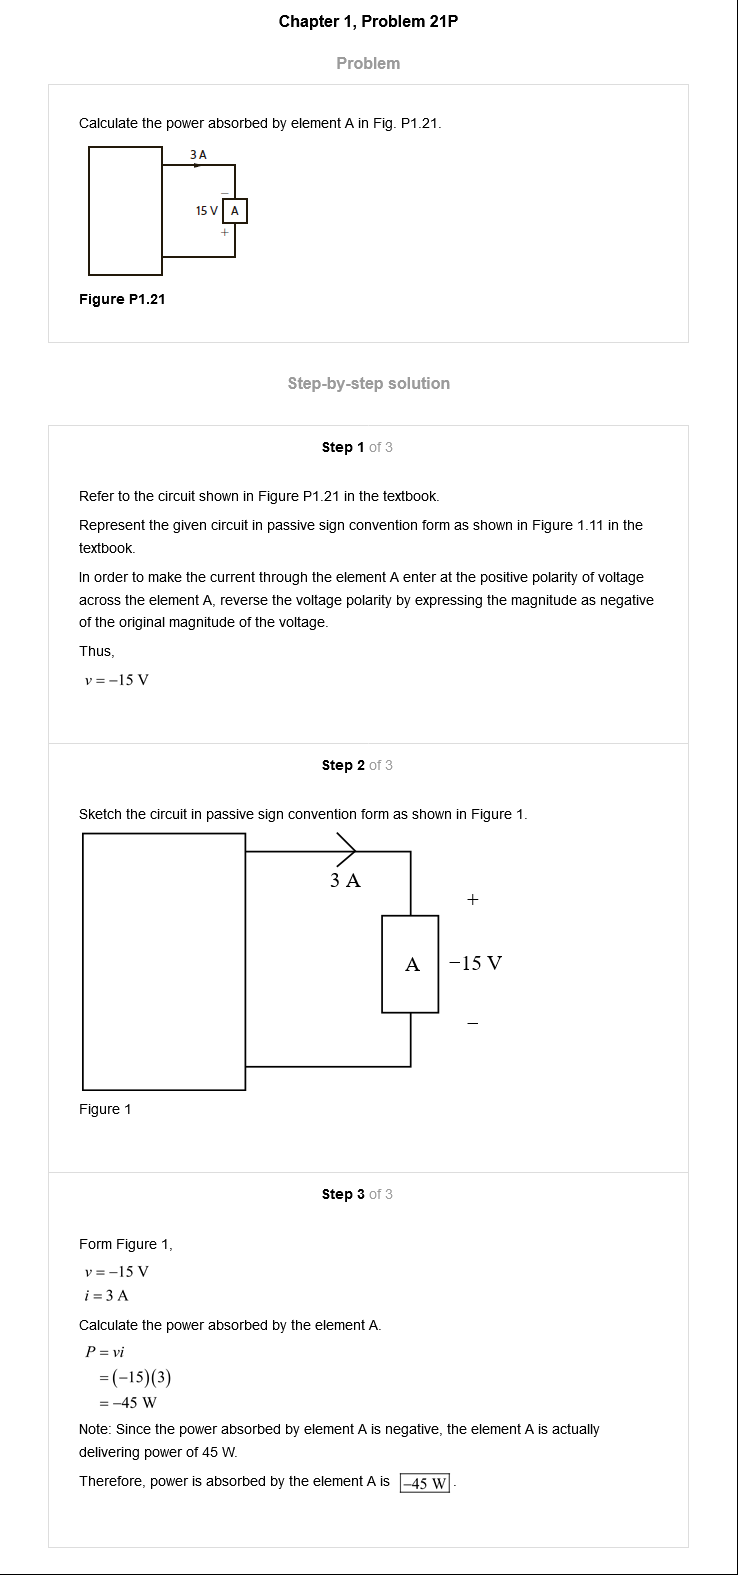 Chapter 1, Problem 21P
Problem
Calculate the power absorbed by element A in Fig. P1.21.
3 A
−
15 V A
+
Figure P1.21
Step-by-step solution
Step 1 of 3
Refer to the circuit shown in Figure P1.21 in the textbook.
Represent the given circuit in passive sign convention form as shown in Figure 1.11 in the
textbook.
In order to make the current through the element A enter at the positive polarity of voltage
across the element A, reverse the voltage polarity by expressing the magnitude as negative
of the original magnitude of the voltage.
Thus,
v = −15 V
Step 2 of 3
Sketch the circuit in passive sign convention form as shown in Figure 1.
3 A
+
A −15 V
−
Figure 1
Step 3 of 3
Form Figure 1,
v = −15 V
i = 3 A
Calculate the power absorbed by the element A.
P = vi
= (−15)(3)
= −45 W
Note: Since the power absorbed by element A is negative, the element A is actually
delivering power of 45 W.
Therefore, power is absorbed by the element A is −45 W.